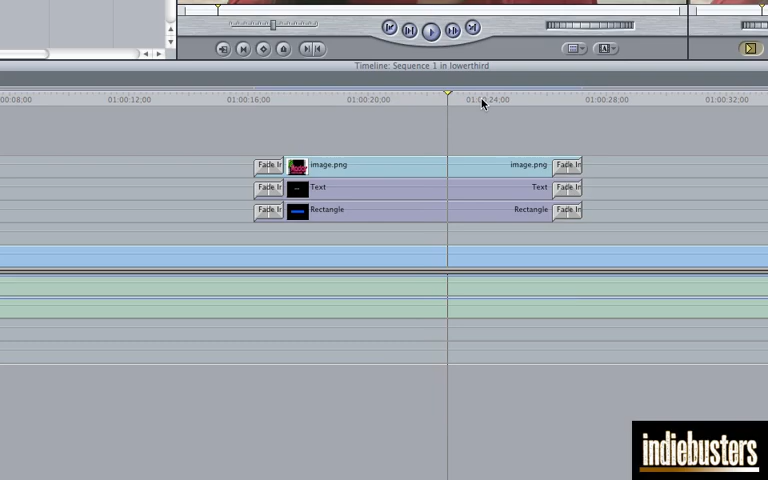 Timeline: Sequence 1 in lowerthird
00:08;00 01:00:12;00 01:00:16;00 01:00:20;00 01:00:24;00 01:00:28;00 01:00:32;00
Fade In image.png image.png Fade In
Fade In Text Text Fade In
Fade In Rectangle Rectangle Fade In
indiebusters